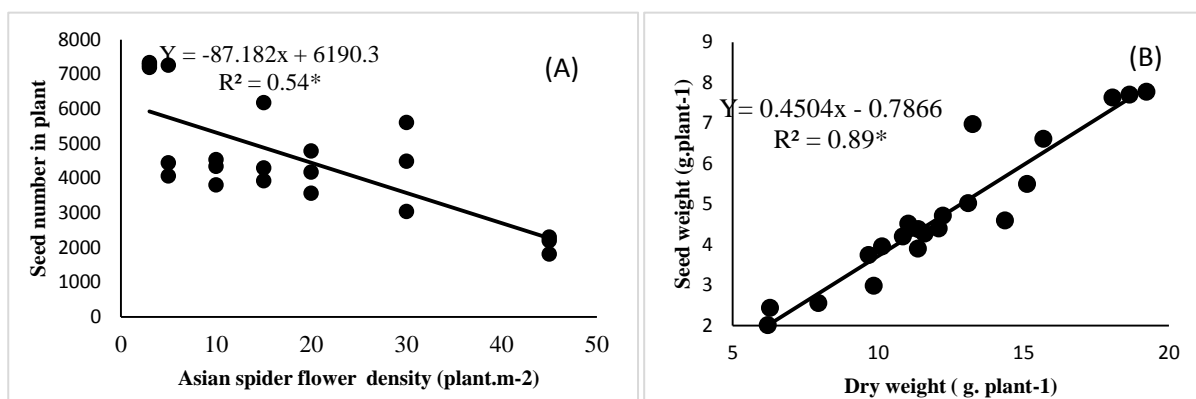 Y = -87.182x + 6190.3
R² = 0.54*
(A)
Seed number in plant
8000
7000
6000
5000
4000
3000
2000
1000
0
0 10 20 30 40 50
Asian spider flower density (plant.m-2)
(B)
Y= 0.4504x - 0.7866
R² = 0.89*
Seed weight (g.plant-1)
9
8
7
6
5
4
3
2
5 10 15 20
Dry weight ( g. plant-1)